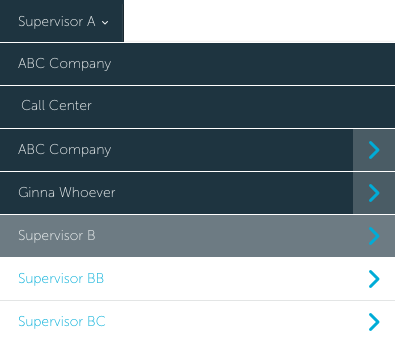 Supervisor A
ABC Company
Call Center
ABC Company
Ginna Whoever
Supervisor B
Supervisor BB
Supervisor BC